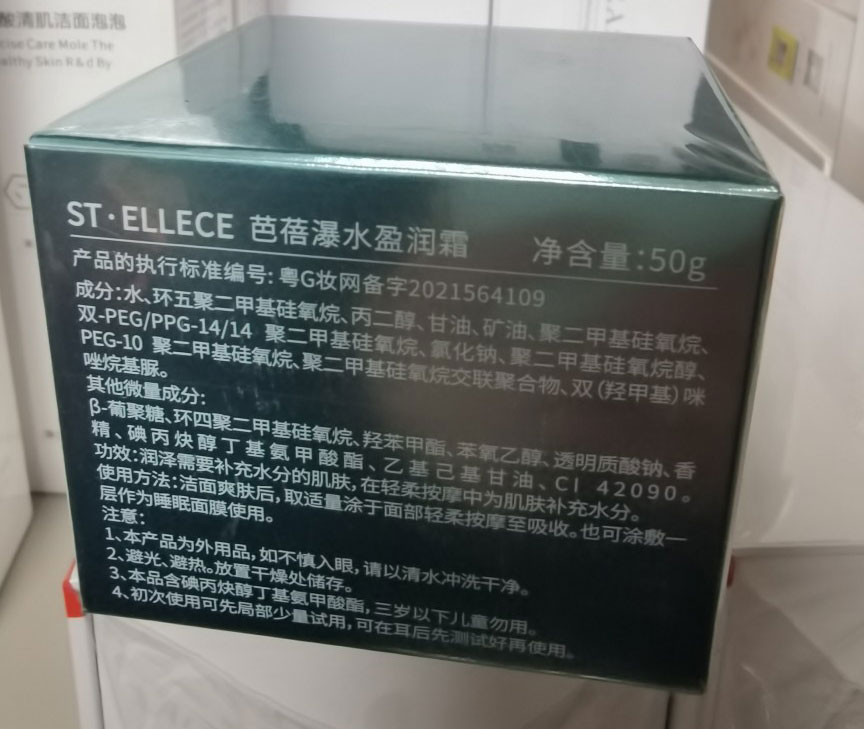 酸清肌洁面泡泡
cise Care Mole The
althy Skin R&d By
ST·ELLECE 芭蓓瀑水盈润霜 净含量:50g
产品的执行标准编号:粤G妆网备字2021564109
成分:水、环五聚二甲基硅氧烷、丙二醇、甘油、矿油、聚二甲基硅氧烷、
双-PEG/PPG-14/14 聚二甲基硅氧烷、氯化钠、聚二甲基硅氧烷醇、
PEG-10 聚二甲基硅氧烷、聚二甲基硅氧烷交联聚合物、双(羟甲基)咪
唑烷基脲。
其他微量成分:
β-葡聚糖、环四聚二甲基硅氧烷、羟苯甲酯、苯氧乙醇、透明质酸钠、香
精、碘丙炔醇丁基氨甲酸酯、乙基己基甘油、CI 42090。
功效:润泽需要补充水分的肌肤,在轻柔按摩中为肌肤补充水分。
使用方法:洁面爽肤后,取适量涂于面部轻柔按摩至吸收。也可涂敷一
层作为睡眠面膜使用。
注意:
1、本产品为外用品,如不慎入眼,请以清水冲洗干净。
2、避光、避热。放置干燥处储存。
3、本品含碘丙炔醇丁基氨甲酸酯,三岁以下儿童勿用。
4、初次使用可先局部少量试用,可在耳后先测试好再使用。